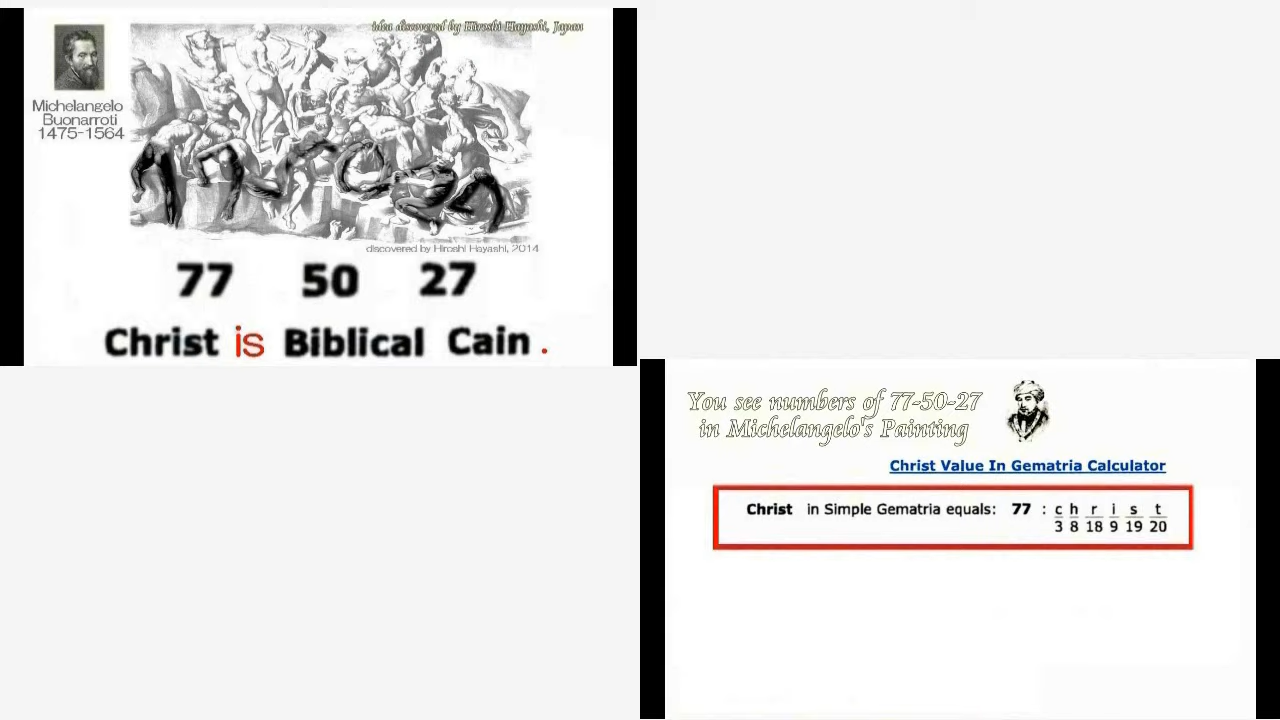 idea discovered by Hiroshi Hayashi, Japan
Michelangelo
Buonarroti
1475-1564
discovered by Hiroshi Hayashi, 2014
77 50 27
Christ is Biblical Cain .
You see numbers of 77-50-27
in Michelangelo's Painting
Christ Value In Gematria Calculator
Christ in Simple Gematria equals: 77 : c h r i s t
3 8 18 9 19 20